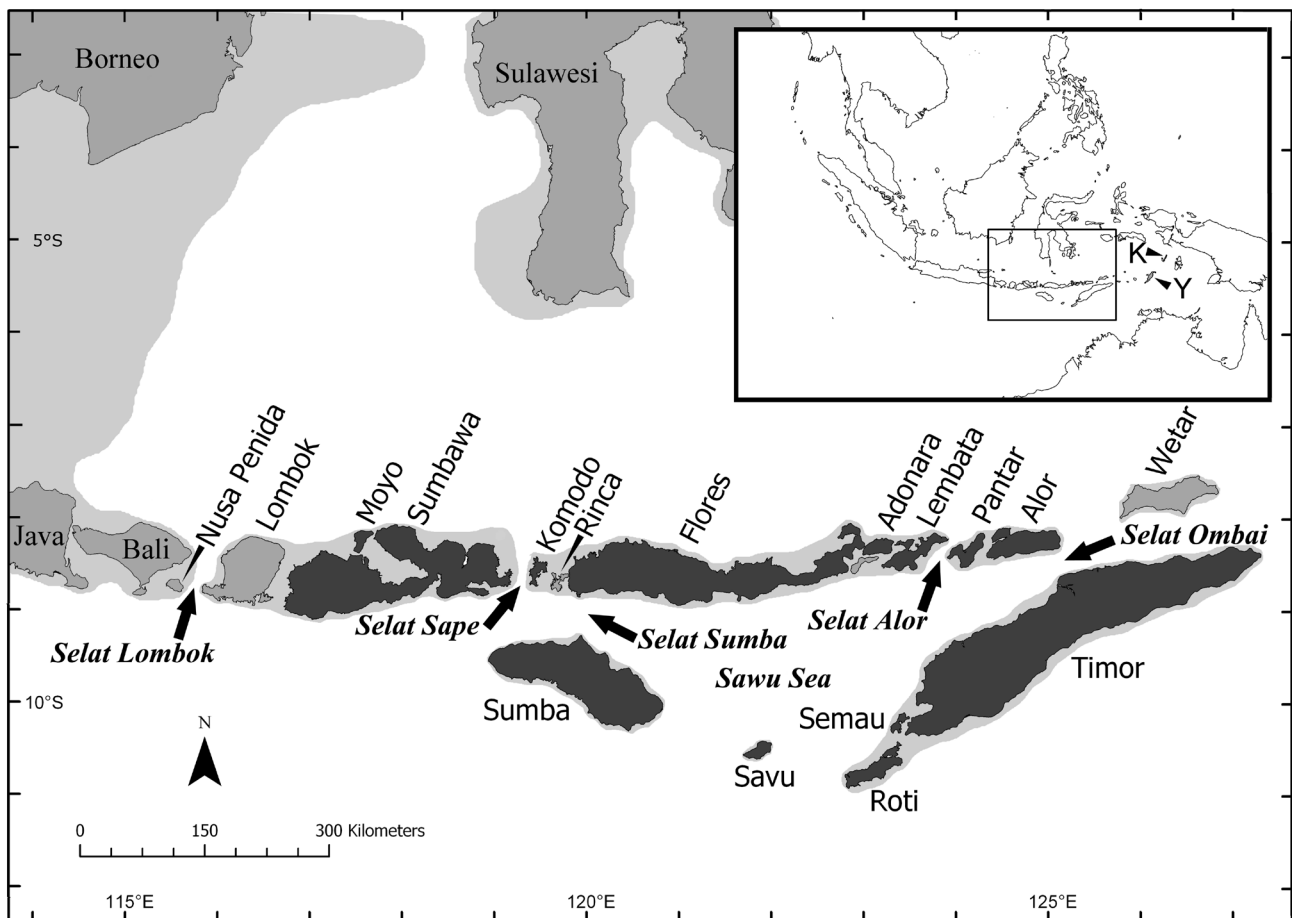 Borneo
Sulawesi
K
Y
5°S
Nusa Penida
Lombok
Moyo
Sumbawa
Komodo
Rinca
Flores
Adonara
Lembata
Pantar
Alor
Wetar
Java
Bali
Selat Ombai
Selat Lombok
Selat Sape
Selat Sumba
Selat Alor
Sawu Sea
Timor
10°S
Sumba
Semau
Savu
Roti
N
0 150 300 Kilometers
115°E 120°E 125°E